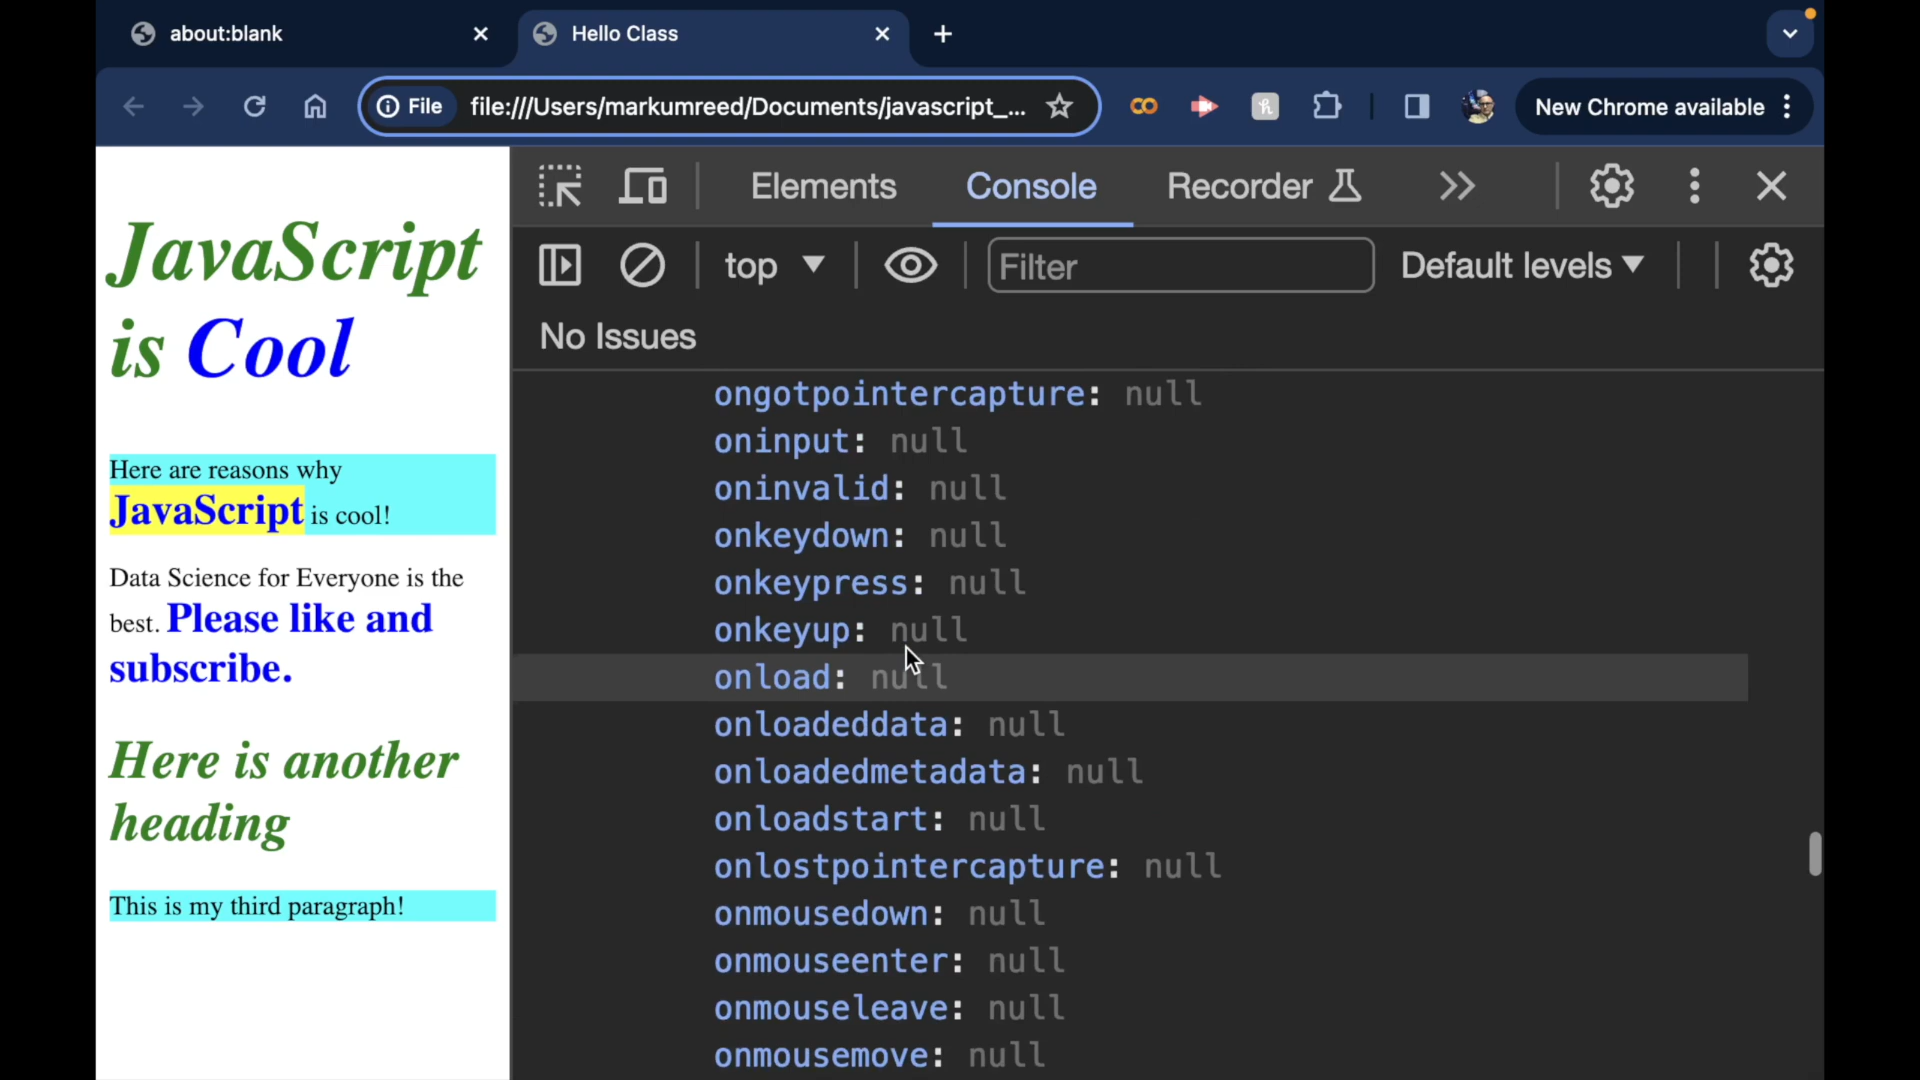 about:blank
Hello Class
File
file:///Users/markumreed/Documents/javascript_...
New Chrome available
JavaScript
is Cool
Here are reasons why
JavaScript is cool!
Data Science for Everyone is the
best. Please like and
subscribe.
Here is another
heading
This is my third paragraph!
Elements
Console
Recorder
top
Filter
Default levels
No Issues
ongotpointercapture: null
oninput: null
oninvalid: null
onkeydown: null
onkeypress: null
onkeyup: null
onload: null
onloadeddata: null
onloadedmetadata: null
onloadstart: null
onlostpointercapture: null
onmousedown: null
onmouseenter: null
onmouseleave: null
onmousemove: null